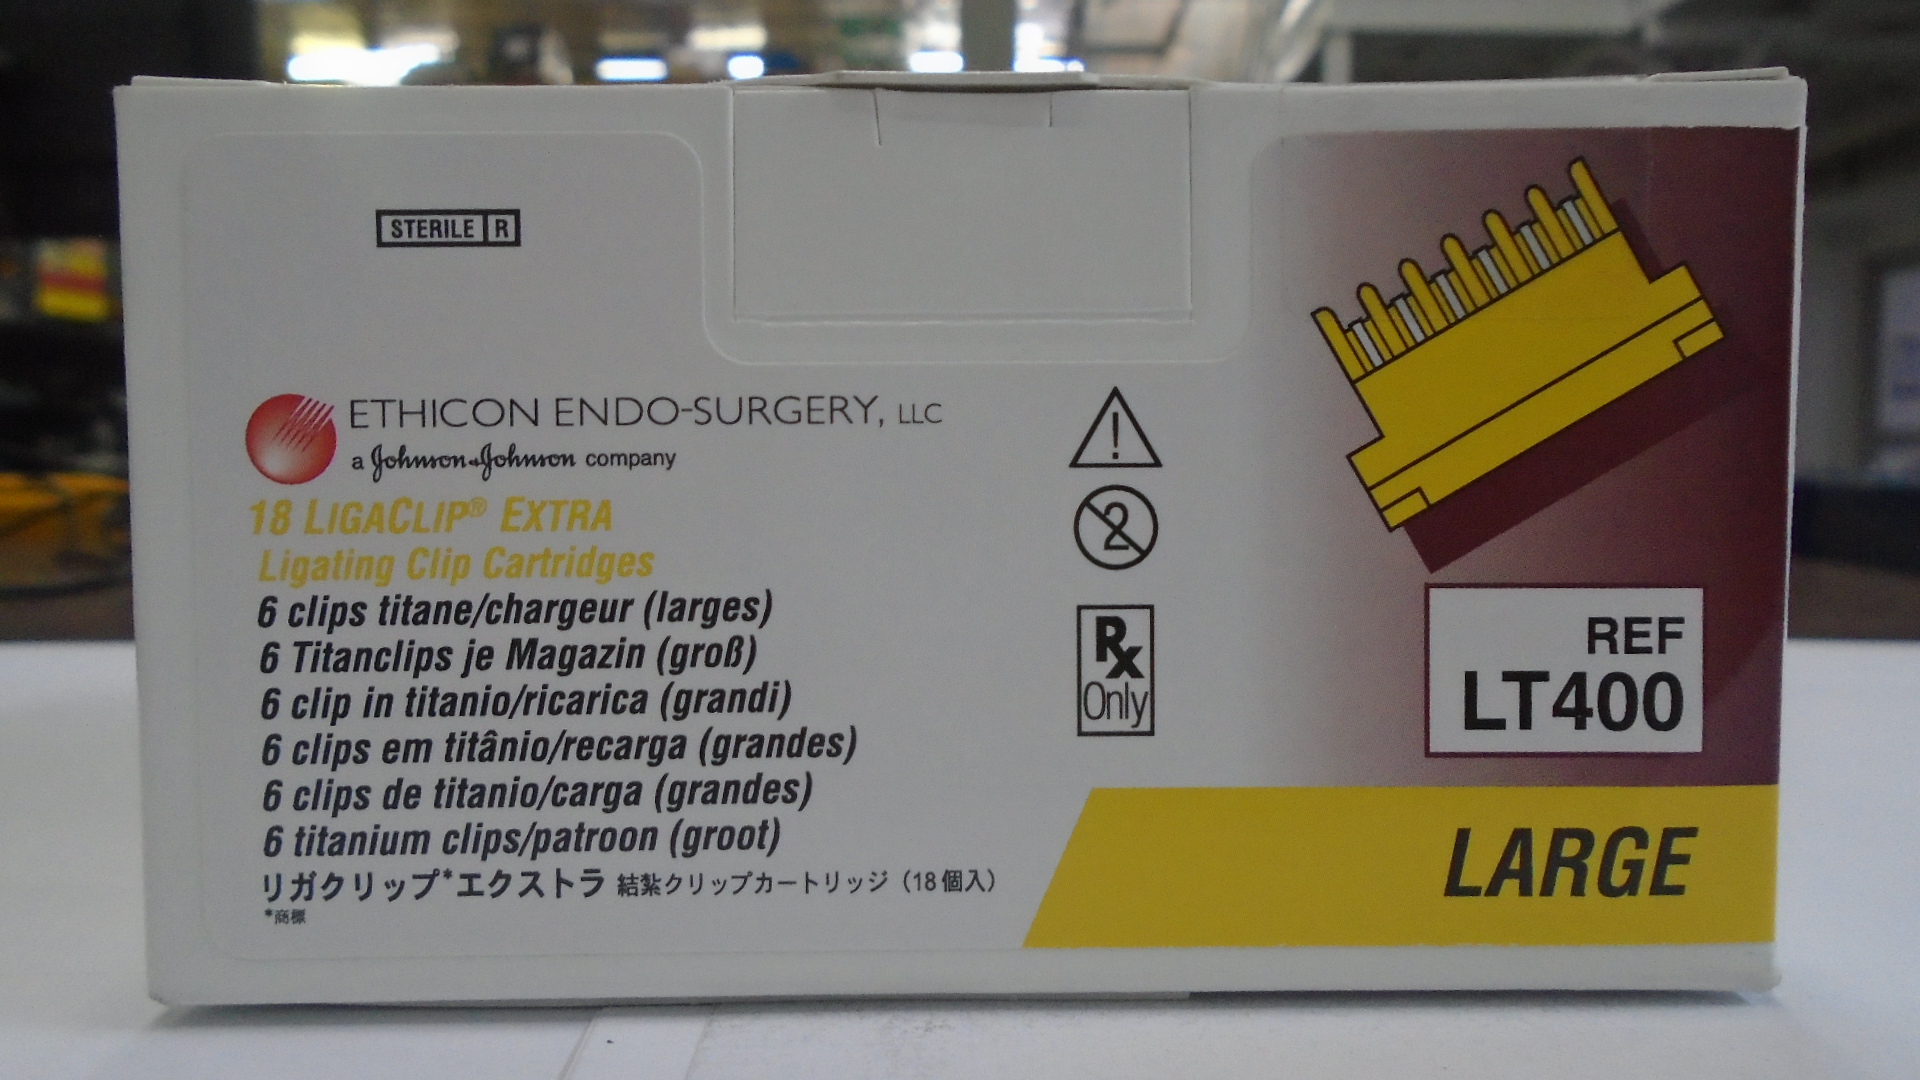 STERILE R
ETHICON ENDO-SURGERY, LLC
a Johnson & Johnson company
18 LIGACLIP® EXTRA
Ligating Clip Cartridges
6 clips titane/chargeur (larges)
6 Titanclips je Magazin (groß)
6 clip in titanio/ricarica (grandi)
6 clips em titânio/recarga (grandes)
6 clips de titanio/carga (grandes)
6 titanium clips/patroon (groot)
リガクリップ*エクストラ 結紮クリップカートリッジ（18個入）
*商標
!
2
Rx
Only
REF
LT400
LARGE